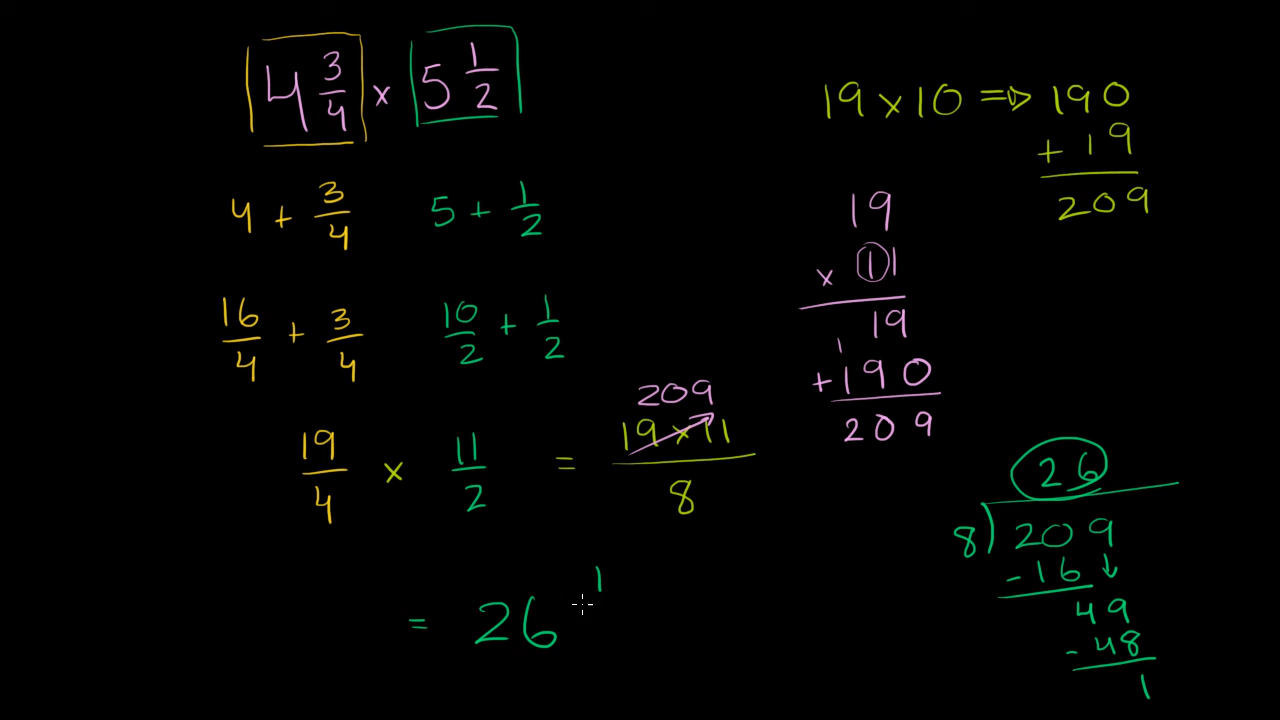 4 3/4 x 5 1/2
4 + 3/4 5 + 1/2
16/4 + 3/4 10/2 + 1/2
209
19/4 x 11/2 = 19 x 11/8
= 26 1
19 x 10 => 190
+ 19
209
19
x 11
19
1
+ 190
209
26
8) 209
- 16 ↓
49
- 48
1